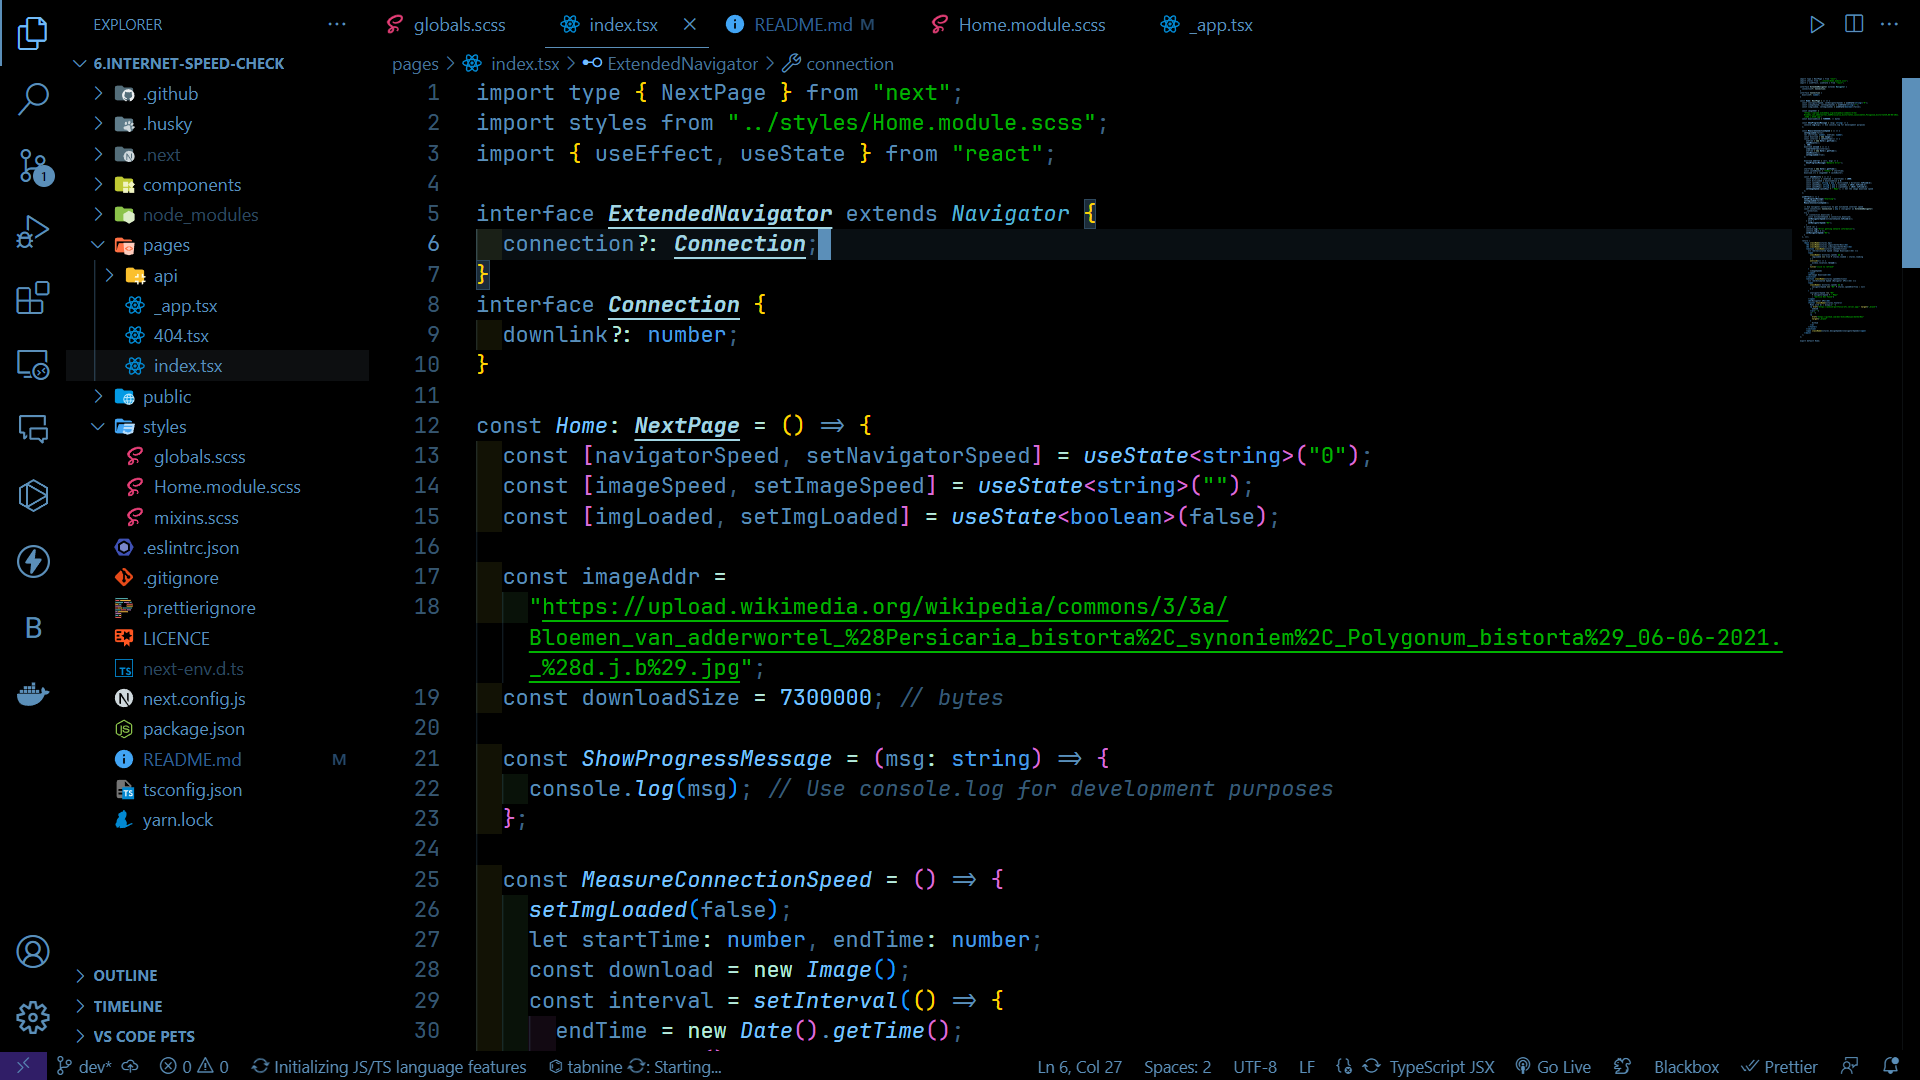 EXPLORER
6.INTERNET-SPEED-CHECK
.github
.husky
.next
components
node_modules
pages
api
_app.tsx
404.tsx
index.tsx
public
styles
globals.scss
Home.module.scss
mixins.scss
.eslintrc.json
.gitignore
.prettierignore
LICENCE
next-env.d.ts
next.config.js
package.json
README.md M
tsconfig.json
yarn.lock
OUTLINE
TIMELINE
VS CODE PETS
globals.scss index.tsx README.md M Home.module.scss _app.tsx
pages > index.tsx > ExtendedNavigator > connection
1 import type { NextPage } from "next";
2 import styles from "../styles/Home.module.scss";
3 import { useEffect, useState } from "react";
4
5 interface ExtendedNavigator extends Navigator {
6 connection?: Connection;
7 }
8 interface Connection {
9 downlink?: number;
10 }
11
12 const Home: NextPage = () => {
13 const [navigatorSpeed, setNavigatorSpeed] = useState<string>("0");
14 const [imageSpeed, setImageSpeed] = useState<string>("");
15 const [imgLoaded, setImgLoaded] = useState<boolean>(false);
16
17 const imageAddr =
18 "https://upload.wikimedia.org/wikipedia/commons/3/3a/
Bloemen_van_adderwortel_%28Persicaria_bistorta%2C_synoniem%2C_Polygonum_bistorta%29_06-06-2021.
_%28d.j.b%29.jpg";
19 const downloadSize = 7300000; // bytes
20
21 const ShowProgressMessage = (msg: string) => {
22 console.log(msg); // Use console.log for development purposes
23 };
24
25 const MeasureConnectionSpeed = () => {
26 setImgLoaded(false);
27 let startTime: number, endTime: number;
28 const download = new Image();
29 const interval = setInterval(() => {
30 endTime = new Date().getTime();
1
B
dev* 0 0 Initializing JS/TS language features tabnine : Starting... Ln 6, Col 27 Spaces: 2 UTF-8 LF TypeScript JSX Go Live Blackbox Prettier